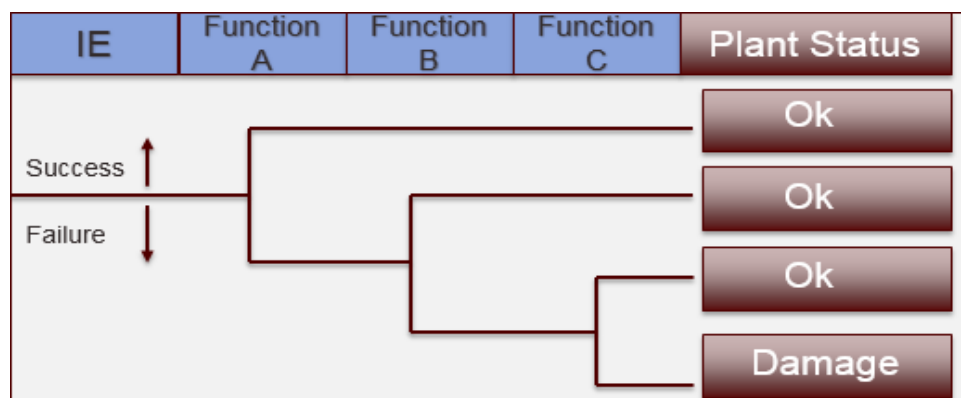 IE
Function
A
Function
B
Function
C
Plant Status
Ok
Success
Ok
Failure
Ok
Damage